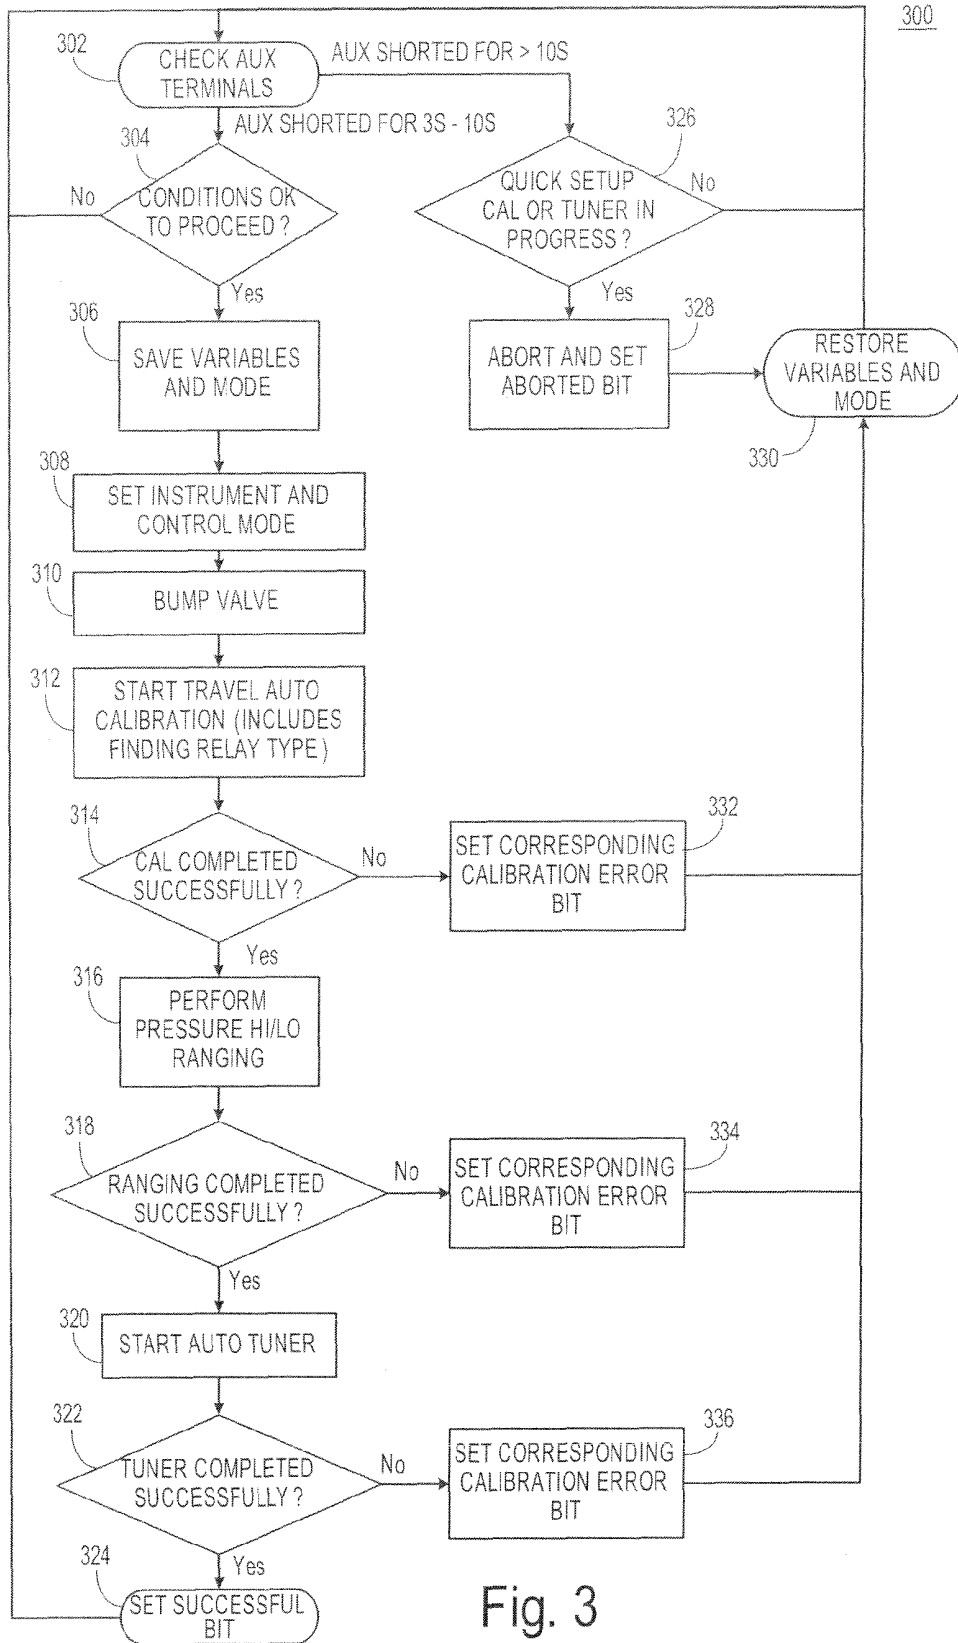 300
302
CHECK AUX
TERMINALS
AUX SHORTED FOR > 10S
AUX SHORTED FOR 3S - 10S
304
CONDITIONS OK
TO PROCEED ?
No
Yes
326
QUICK SETUP
CAL OR TUNER IN
PROGRESS ?
No
Yes
306
SAVE VARIABLES
AND MODE
328
ABORT AND SET
ABORTED BIT
RESTORE
VARIABLES AND
MODE
330
308
SET INSTRUMENT AND
CONTROL MODE
310
BUMP VALVE
312
START TRAVEL AUTO
CALIBRATION (INCLUDES
FINDING RELAY TYPE)
314
CAL COMPLETED
SUCCESSFULLY ?
No
Yes
332
SET CORRESPONDING
CALIBRATION ERROR
BIT
316
PERFORM
PRESSURE HI/LO
RANGING
318
RANGING COMPLETED
SUCCESSFULLY ?
No
Yes
334
SET CORRESPONDING
CALIBRATION ERROR
BIT
320
START AUTO TUNER
322
TUNER COMPLETED
SUCCESSFULLY ?
No
Yes
336
SET CORRESPONDING
CALIBRATION ERROR
BIT
324
SET SUCCESSFUL
BIT
Fig. 3